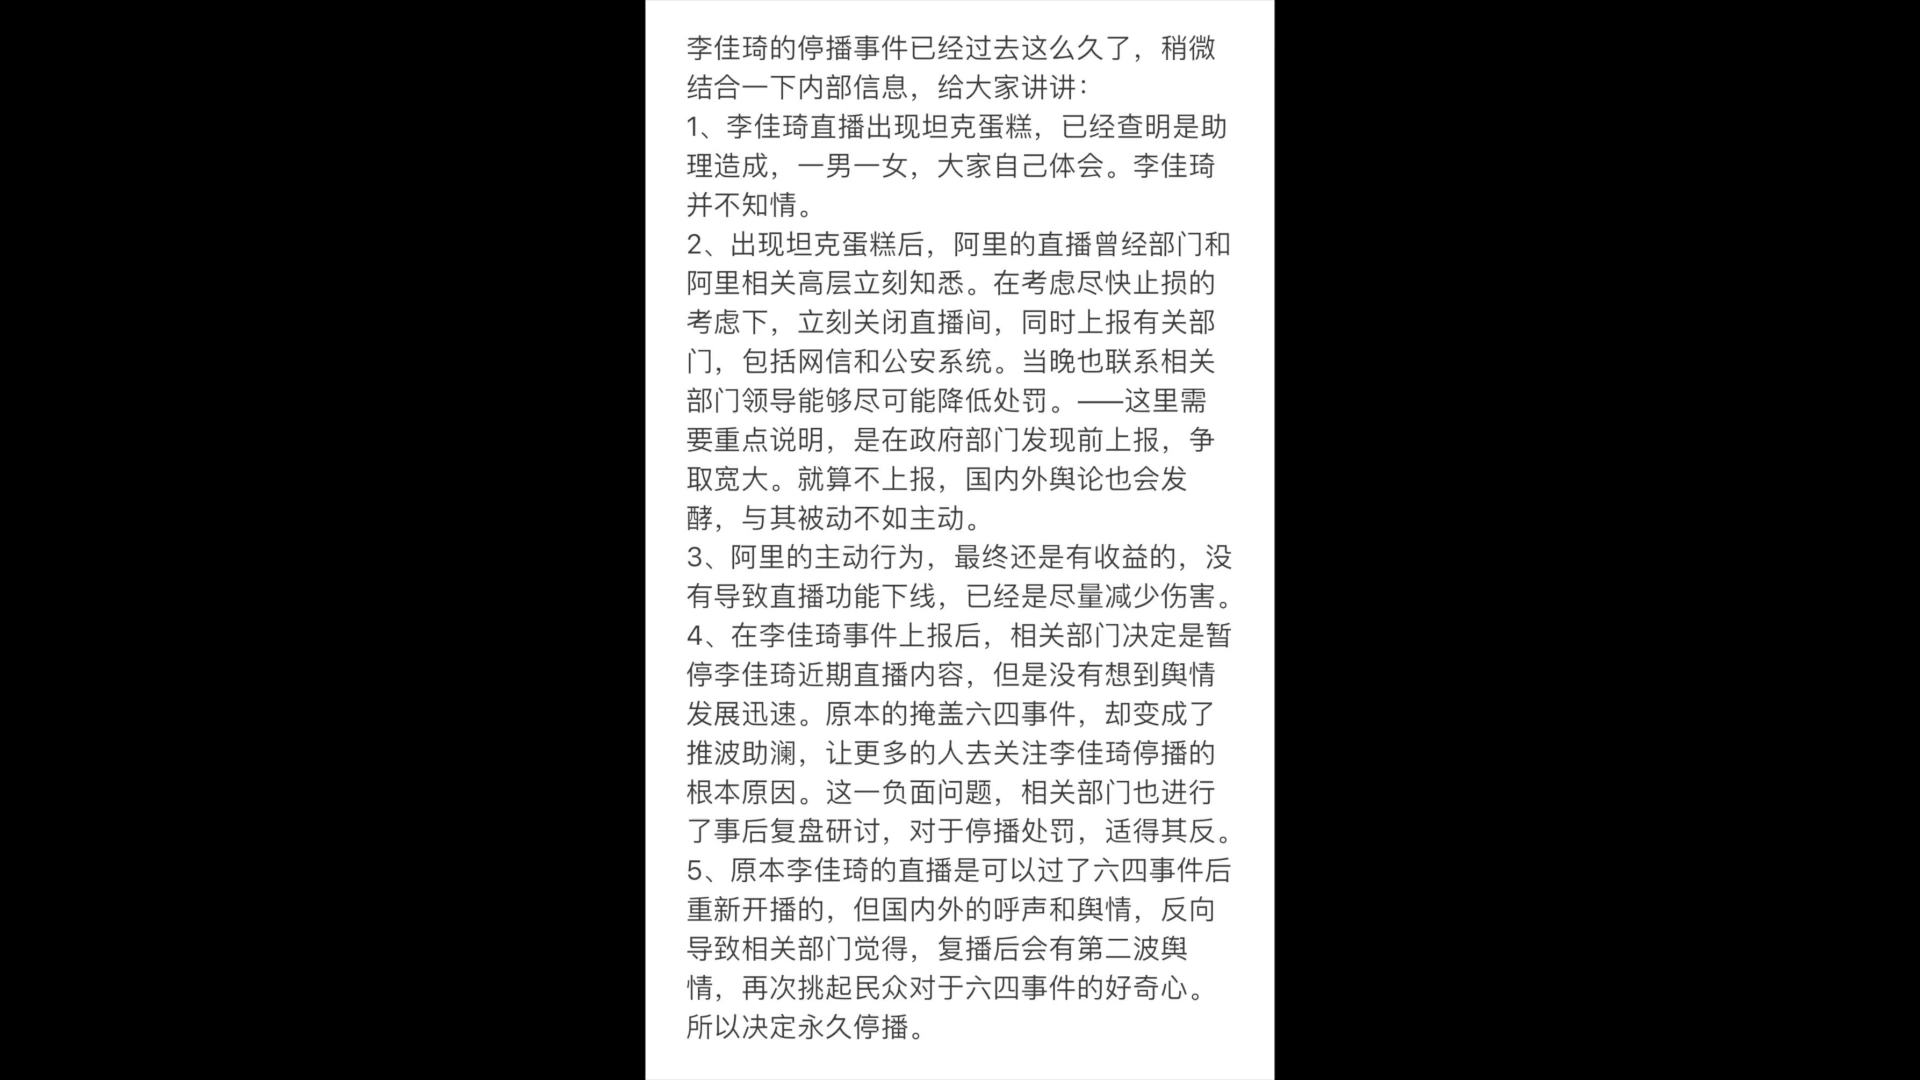 李佳琦的停播事件已经过去这么久了，稍微
结合一下内部信息，给大家讲讲：
1、李佳琦直播出现坦克蛋糕，已经查明是助
理造成，一男一女，大家自己体会。李佳琦
并不知情。
2、出现坦克蛋糕后，阿里的直播曾经部门和
阿里相关高层立刻知悉。在考虑尽快止损的
考虑下，立刻关闭直播间，同时上报有关部
门，包括网信和公安系统。当晚也联系相关
部门领导能够尽可能降低处罚。——这里需
要重点说明，是在政府部门发现前上报，争
取宽大。就算不上报，国内外舆论也会发
酵，与其被动不如主动。
3、阿里的主动行为，最终还是有收益的，没
有导致直播功能下线，已经是尽量减少伤害。
4、在李佳琦事件上报后，相关部门决定是暂
停李佳琦近期直播内容，但是没有想到舆情
发展迅速。原本的掩盖六四事件，却变成了
推波助澜，让更多的人去关注李佳琦停播的
根本原因。这一负面问题，相关部门也进行
了事后复盘研讨，对于停播处罚，适得其反。
5、原本李佳琦的直播是可以过了六四事件后
重新开播的，但国内外的呼声和舆情，反向
导致相关部门觉得，复播后会有第二波舆
情，再次挑起民众对于六四事件的好奇心。
所以决定永久停播。